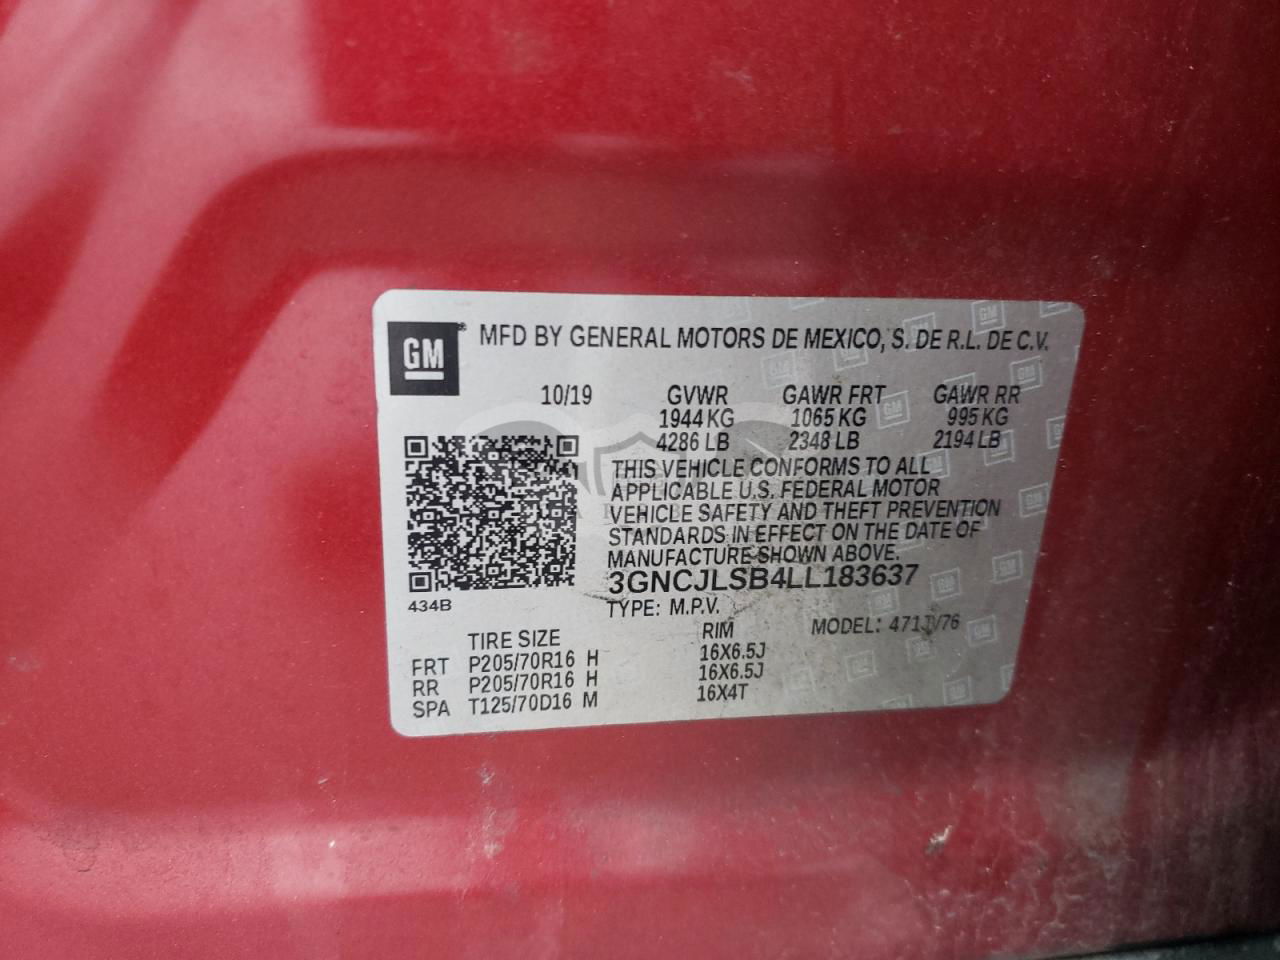 GM
MFD BY GENERAL MOTORS DE MEXICO, S. DE R.L. DE C.V.
10/19 GVWR GAWR FRT GAWR RR
1944 KG 1065 KG 995 KG
4286 LB 2348 LB 2194 LB
THIS VEHICLE CONFORMS TO ALL
APPLICABLE U.S. FEDERAL MOTOR
VEHICLE SAFETY AND THEFT PREVENTION
STANDARDS IN EFFECT ON THE DATE OF
MANUFACTURE SHOWN ABOVE.
3GNCJLSB4LL183637
434B
TYPE: M.P.V. MODEL: 471JV76
TIRE SIZE RIM
FRT P205/70R16 H 16X6.5J
RR P205/70R16 H 16X6.5J
SPA T125/70D16 M 16X4T